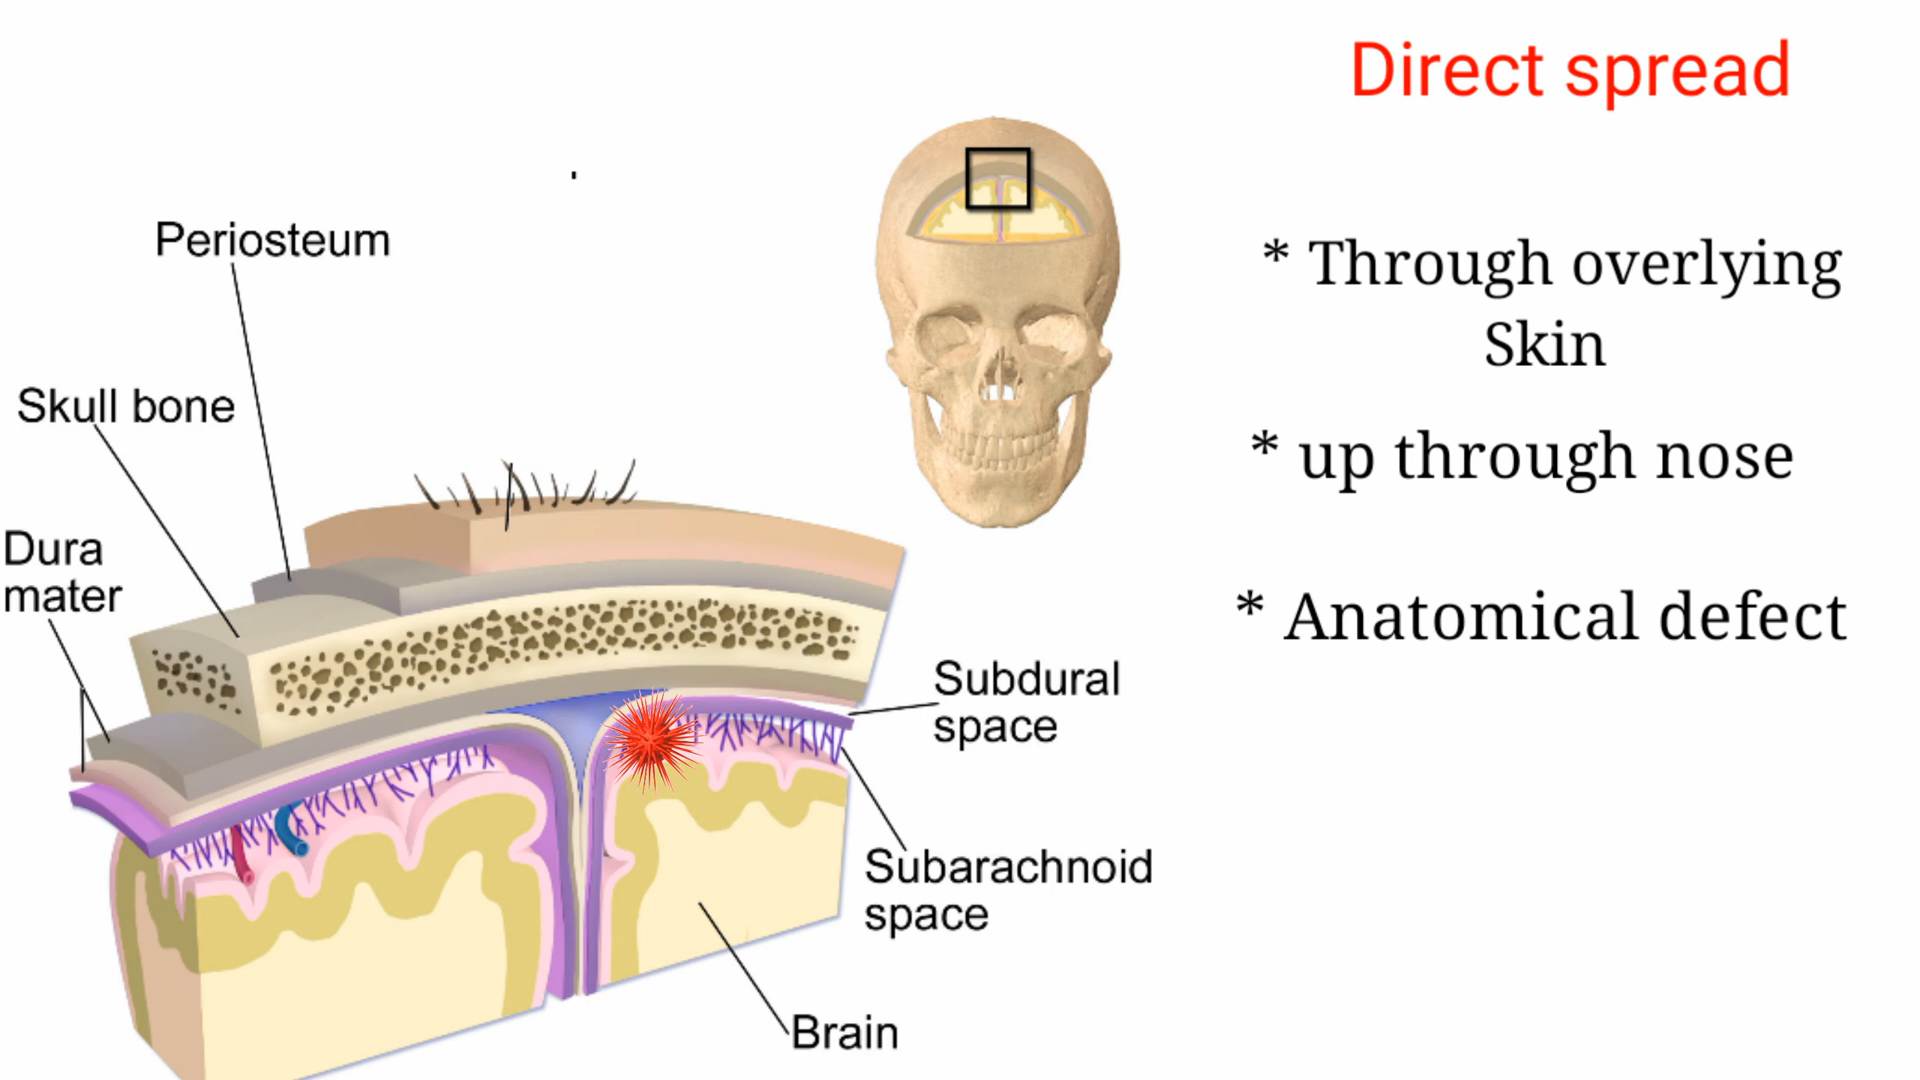 Direct spread
* Through overlying
Skin
* up through nose
* Anatomical defect
Periosteum
Skull bone
Dura
mater
Subdural
space
Subarachnoid
space
Brain